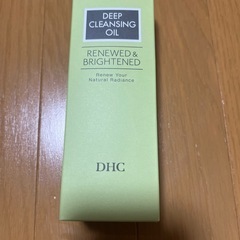 DEEP
CLEANSING
OIL
RENEWED &
BRIGHTENED
Renew Your
Natural Radiance
DHC